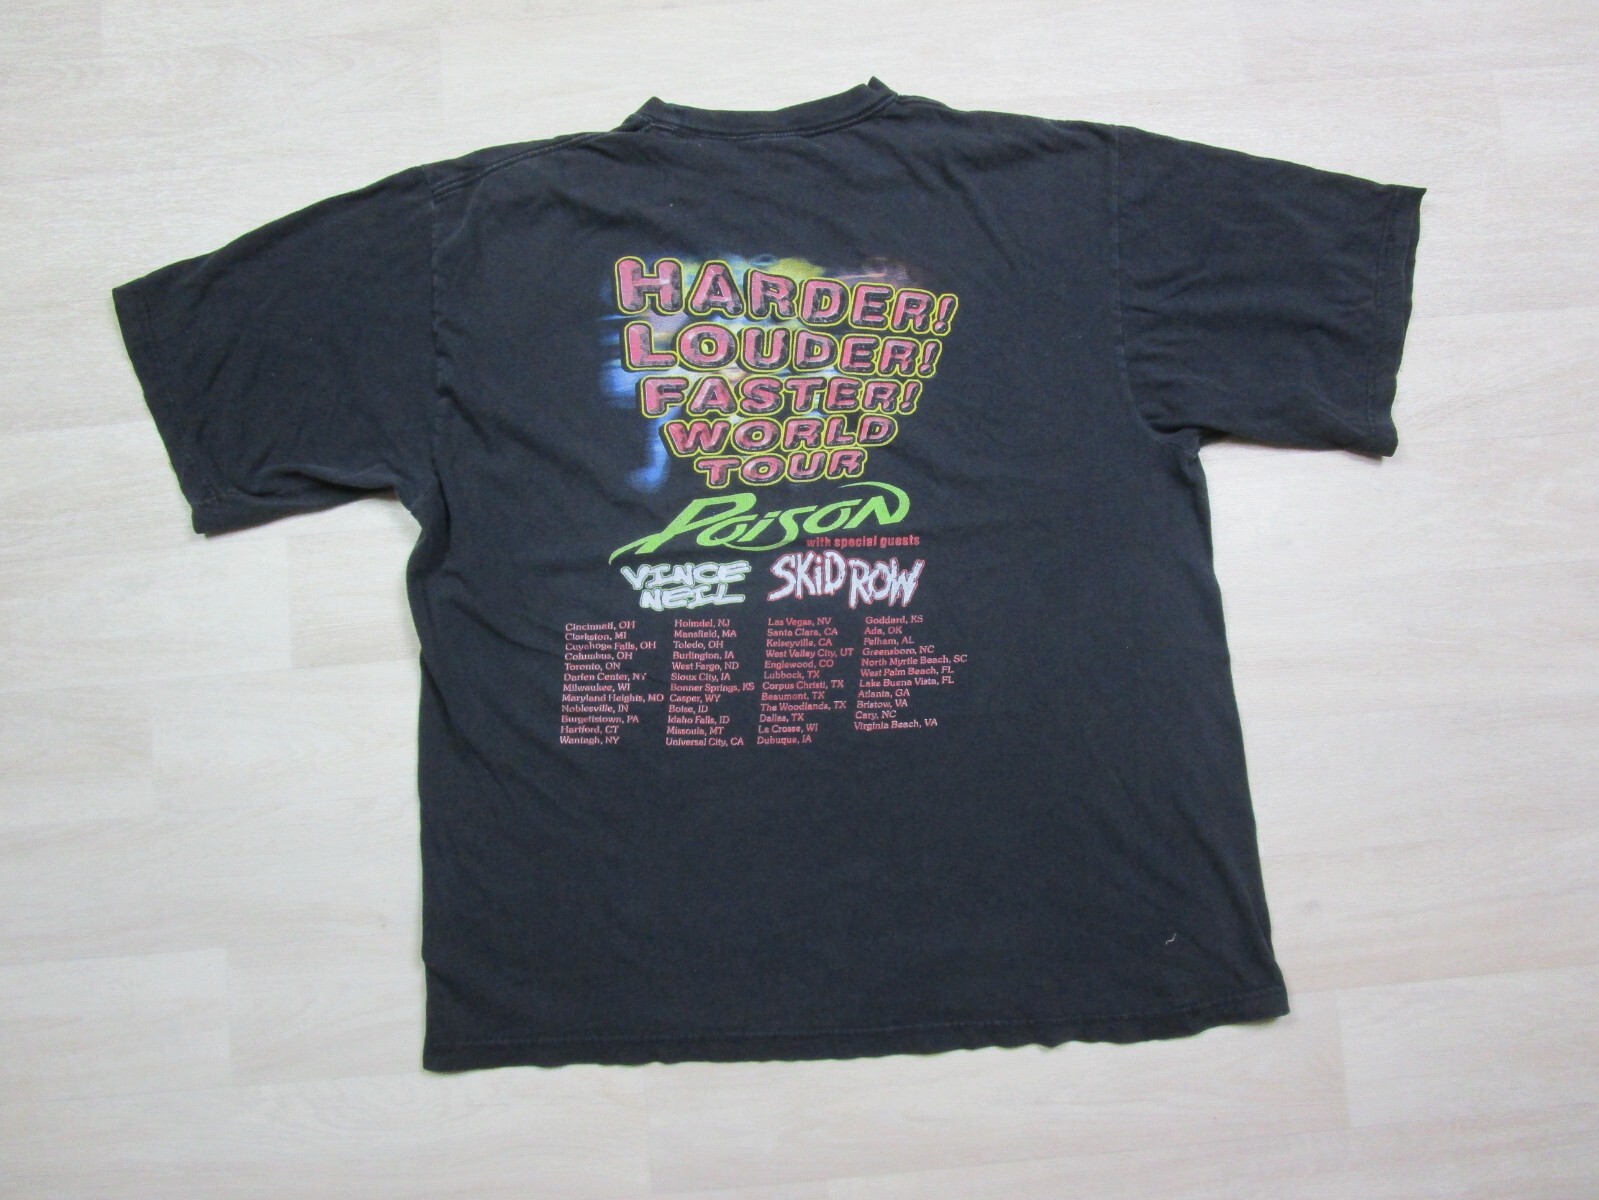 HARDER!
LOUDER!
FASTER!
WORLD
TOUR
POISON
with special guests
VINCE
NEIL
SKID ROW
Cincinnati, OH
Clarkston, MI
Cuyahoga Falls, OH
Columbus, OH
Toronto, ON
Darien Center, NY
Milwaukee, WI
Maryland Heights, MO
Noblesville, IN
Burgettstown, PA
Hartford, CT
Wantagh, NY
Holmdel, NJ
Mansfield, MA
Toledo, OH
Burlington, IA
West Fargo, ND
Sioux City, IA
Bonner Springs, KS
Casper, WY
Boise, ID
Idaho Falls, ID
Missoula, MT
Universal City, CA
Las Vegas, NV
Santa Clara, CA
Kelseyville, CA
West Valley City, UT
Englewood, CO
Lubbock, TX
Corpus Christi, TX
Beaumont, TX
The Woodlands, TX
Dallas, TX
La Crosse, WI
Dubuque, IA
Goddard, KS
Ada, OK
Pelham, AL
Greensboro, NC
North Myrtle Beach, SC
West Palm Beach, FL
Lake Buena Vista, FL
Atlanta, GA
Bristow, VA
Cary, NC
Virginia Beach, VA